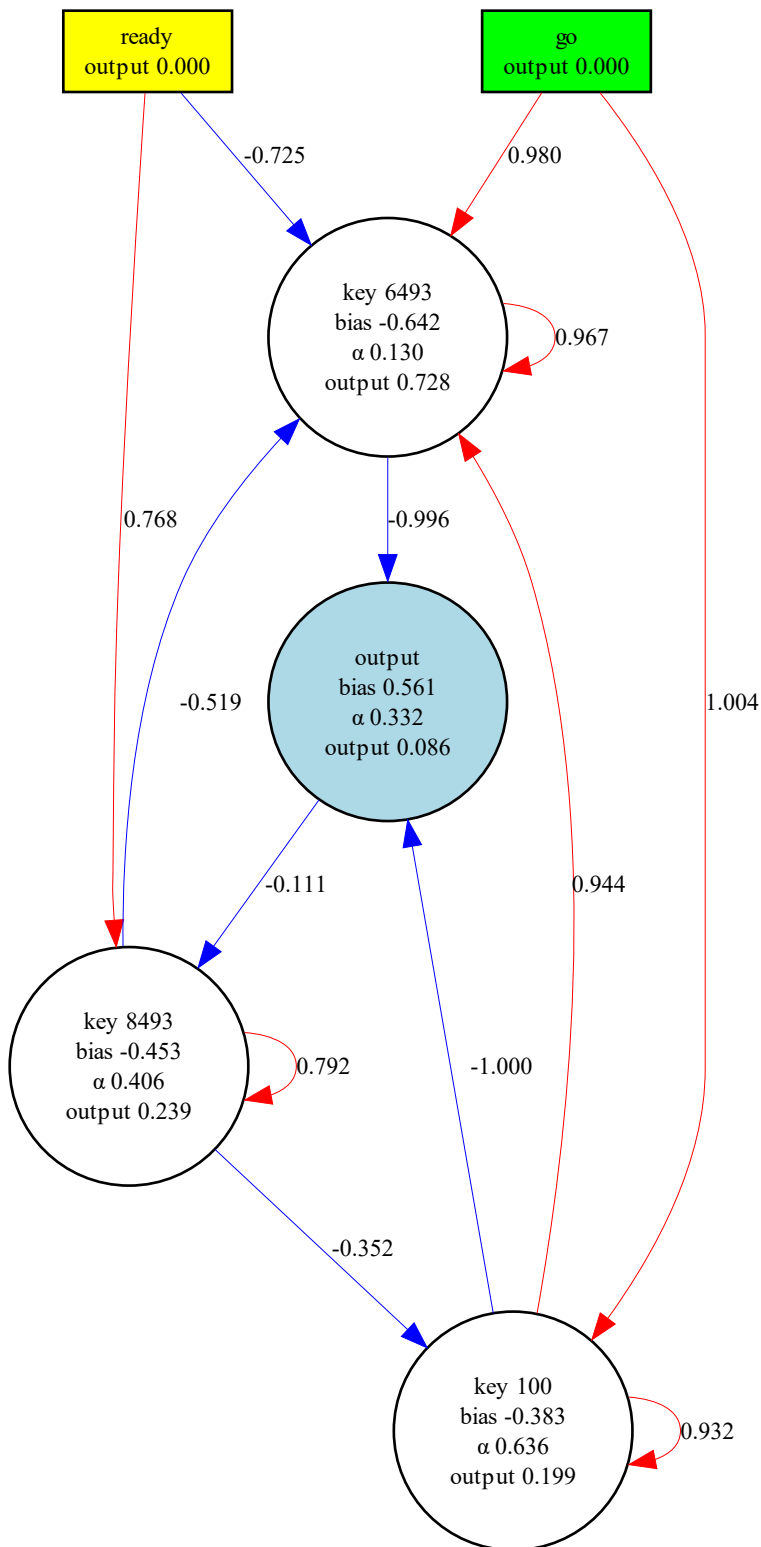 ready
output 0.000
go
output 0.000
-0.725
0.980
key 6493
bias -0.642
α 0.130
output 0.728
0.967
0.768
-0.996
output
bias 0.561
α 0.332
output 0.086
-0.519
1.004
-0.111
0.944
key 8493
bias -0.453
α 0.406
output 0.239
0.792
-1.000
-0.352
key 100
bias -0.383
α 0.636
output 0.199
0.932